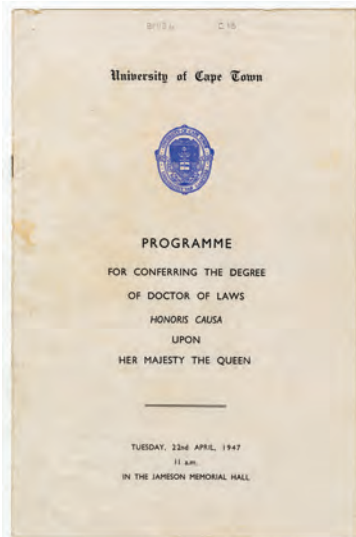 University of Cape Town
PROGRAMME
FOR CONFERRING THE DEGREE
OF DOCTOR OF LAWS
HONORIS CAUSA
UPON
HER MAJESTY THE QUEEN
TUESDAY, 22nd APRIL, 1947
11 a.m.
IN THE JAMESON MEMORIAL HALL